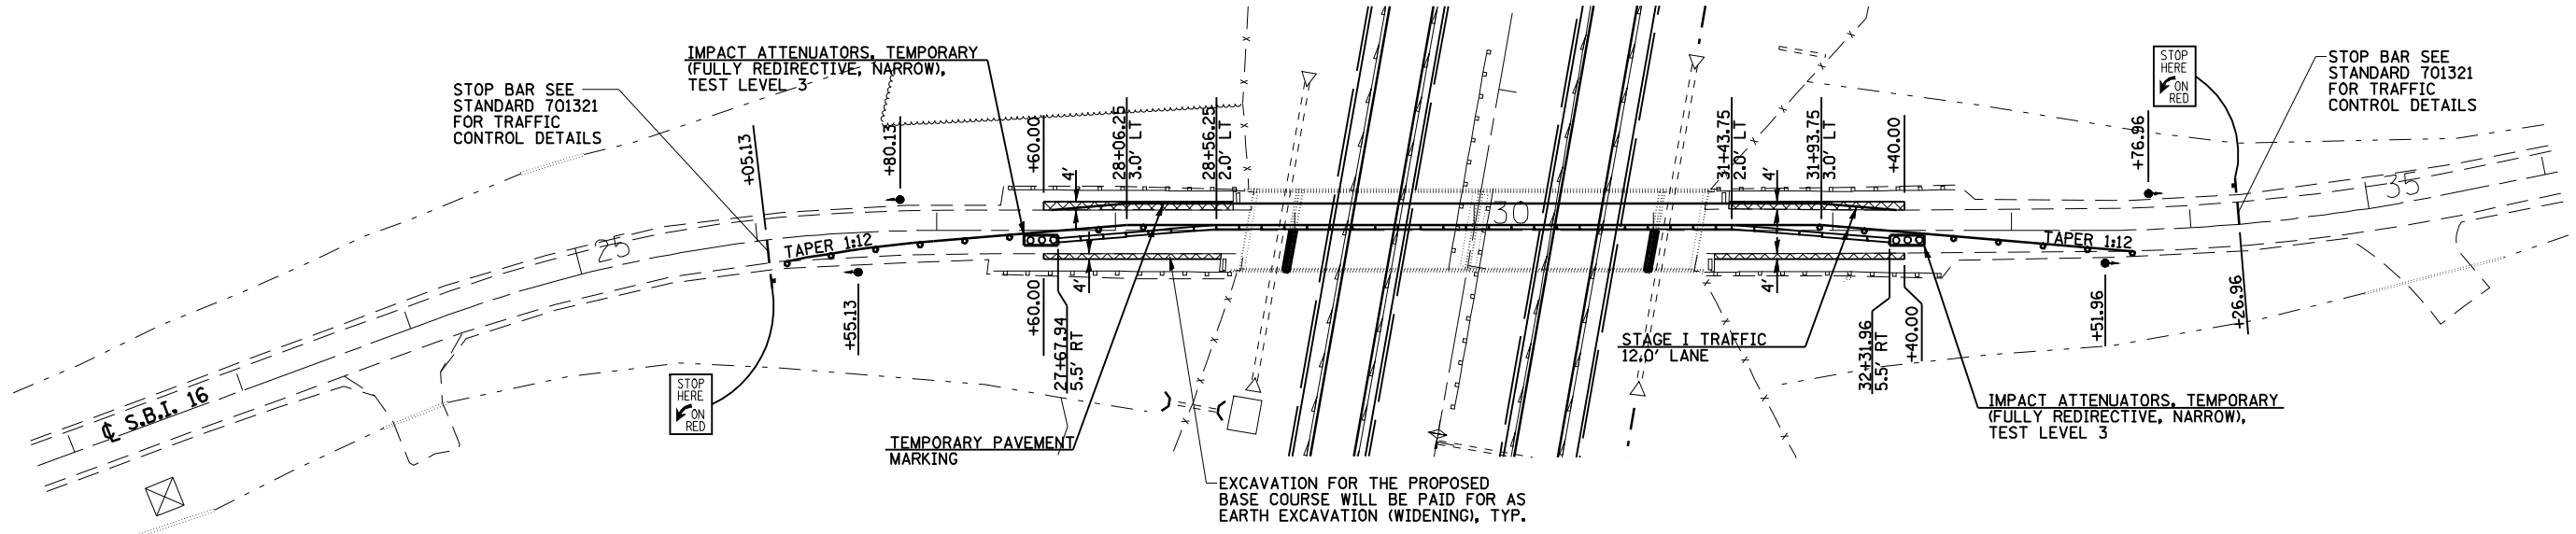 IMPACT ATTENUATORS, TEMPORARY
(FULLY REDIRECTIVE, NARROW),
TEST LEVEL 3
STOP BAR SEE
STANDARD 701321
FOR TRAFFIC
CONTROL DETAILS
STOP
HERE
ON
RED
STOP BAR SEE
STANDARD 701321
FOR TRAFFIC
CONTROL DETAILS
+05.13
+80.13
+60.00
4'
28+06.25
3.0' LT
28+56.25
2.0' LT
31+43.75
2.0' LT
4'
31+93.75
3.0' LT
+40.00
+76.96
25
TAPER 1:12
30
TAPER 1:12
35
+55.13
+60.00
4'
27+67.94
5.5' RT
4'
32+31.96
5.5' RT
+40.00
+51.96
+26.96
STAGE I TRAFFIC
12.0' LANE
STOP
HERE
ON
RED
℄ S.B.I. 16
TEMPORARY PAVEMENT
MARKING
IMPACT ATTENUATORS, TEMPORARY
(FULLY REDIRECTIVE, NARROW),
TEST LEVEL 3
EXCAVATION FOR THE PROPOSED
BASE COURSE WILL BE PAID FOR AS
EARTH EXCAVATION (WIDENING), TYP.